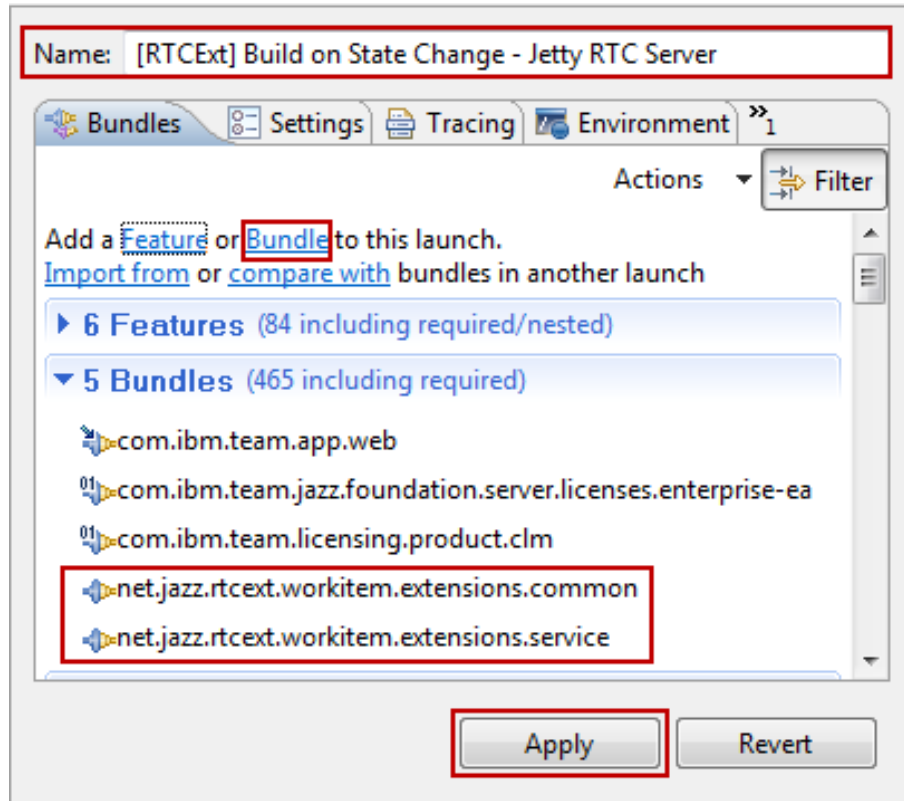 Name: [RTCExt] Build on State Change - Jetty RTC Server
Bundles Settings Tracing Environment »1
Actions Filter
Add a Feature or Bundle to this launch.
Import from or compare with bundles in another launch
6 Features (84 including required/nested)
5 Bundles (465 including required)
com.ibm.team.app.web
com.ibm.team.jazz.foundation.server.licenses.enterprise-ea
com.ibm.team.licensing.product.clm
net.jazz.rtcext.workitem.extensions.common
net.jazz.rtcext.workitem.extensions.service
Apply Revert